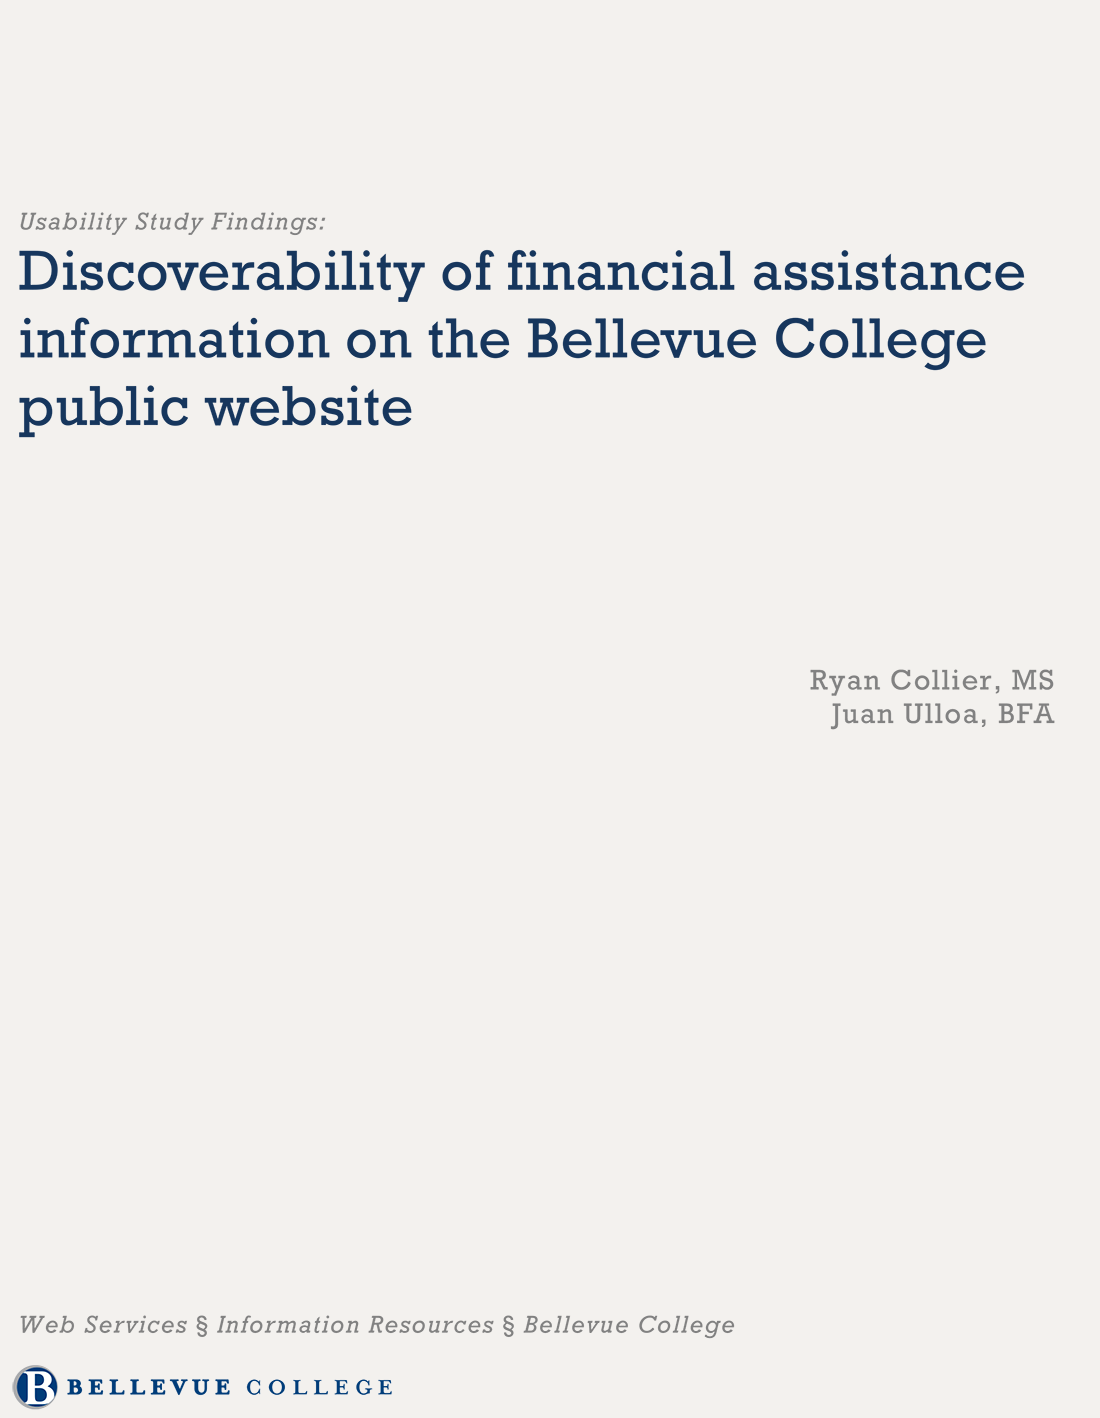 Usability Study Findings:
Discoverability of financial assistance
information on the Bellevue College
public website
Ryan Collier, MS
Juan Ulloa, BFA
Web Services § Information Resources § Bellevue College
B BELLEVUE COLLEGE